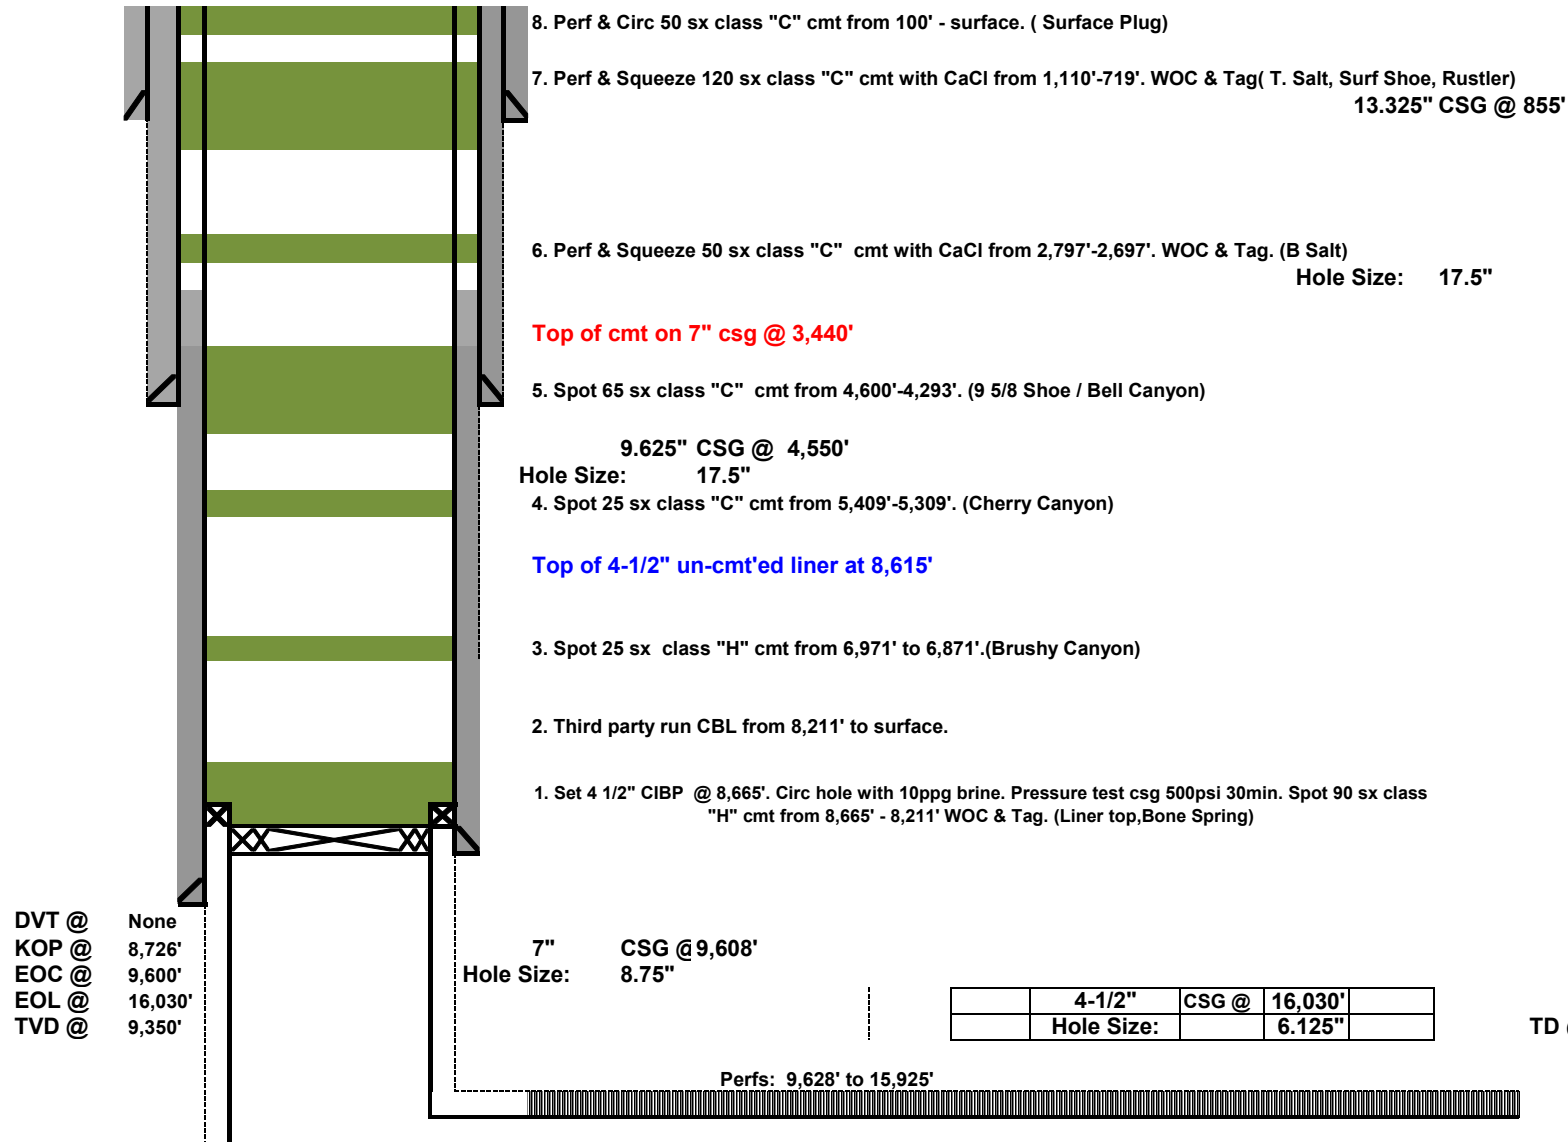 8. Perf & Circ 50 sx class "C" cmt from 100' - surface. ( Surface Plug)
7. Perf & Squeeze 120 sx class "C" cmt with CaCl from 1,110'-719'. WOC & Tag( T. Salt, Surf Shoe, Rustler)
13.325" CSG @ 855'
6. Perf & Squeeze 50 sx class "C"  cmt with CaCl from 2,797'-2,697'. WOC & Tag. (B Salt)
Hole Size: 17.5"
Top of cmt on 7" csg @ 3,440'
5. Spot 65 sx class "C"  cmt from 4,600'-4,293'. (9 5/8 Shoe / Bell Canyon)
9.625" CSG @ 4,550'
Hole Size: 17.5"
4. Spot 25 sx class "C" cmt from 5,409'-5,309'. (Cherry Canyon)
Top of 4-1/2" un-cmt'ed liner at 8,615'
3. Spot 25 sx  class "H" cmt from 6,971' to 6,871'.(Brushy Canyon)
2. Third party run CBL from 8,211' to surface.
1. Set 4 1/2" CIBP  @ 8,665'. Circ hole with 10ppg brine. Pressure test csg 500psi 30min. Spot 90 sx class
"H" cmt from 8,665' - 8,211' WOC & Tag. (Liner top,Bone Spring)
DVT @ None
KOP @ 8,726'
EOC @ 9,600'
EOL @ 16,030'
TVD @ 9,350'
7" CSG @ 9,608'
Hole Size: 8.75"
4-1/2" CSG @ 16,030'
Hole Size: 6.125"
TD
Perfs:  9,628' to 15,925'